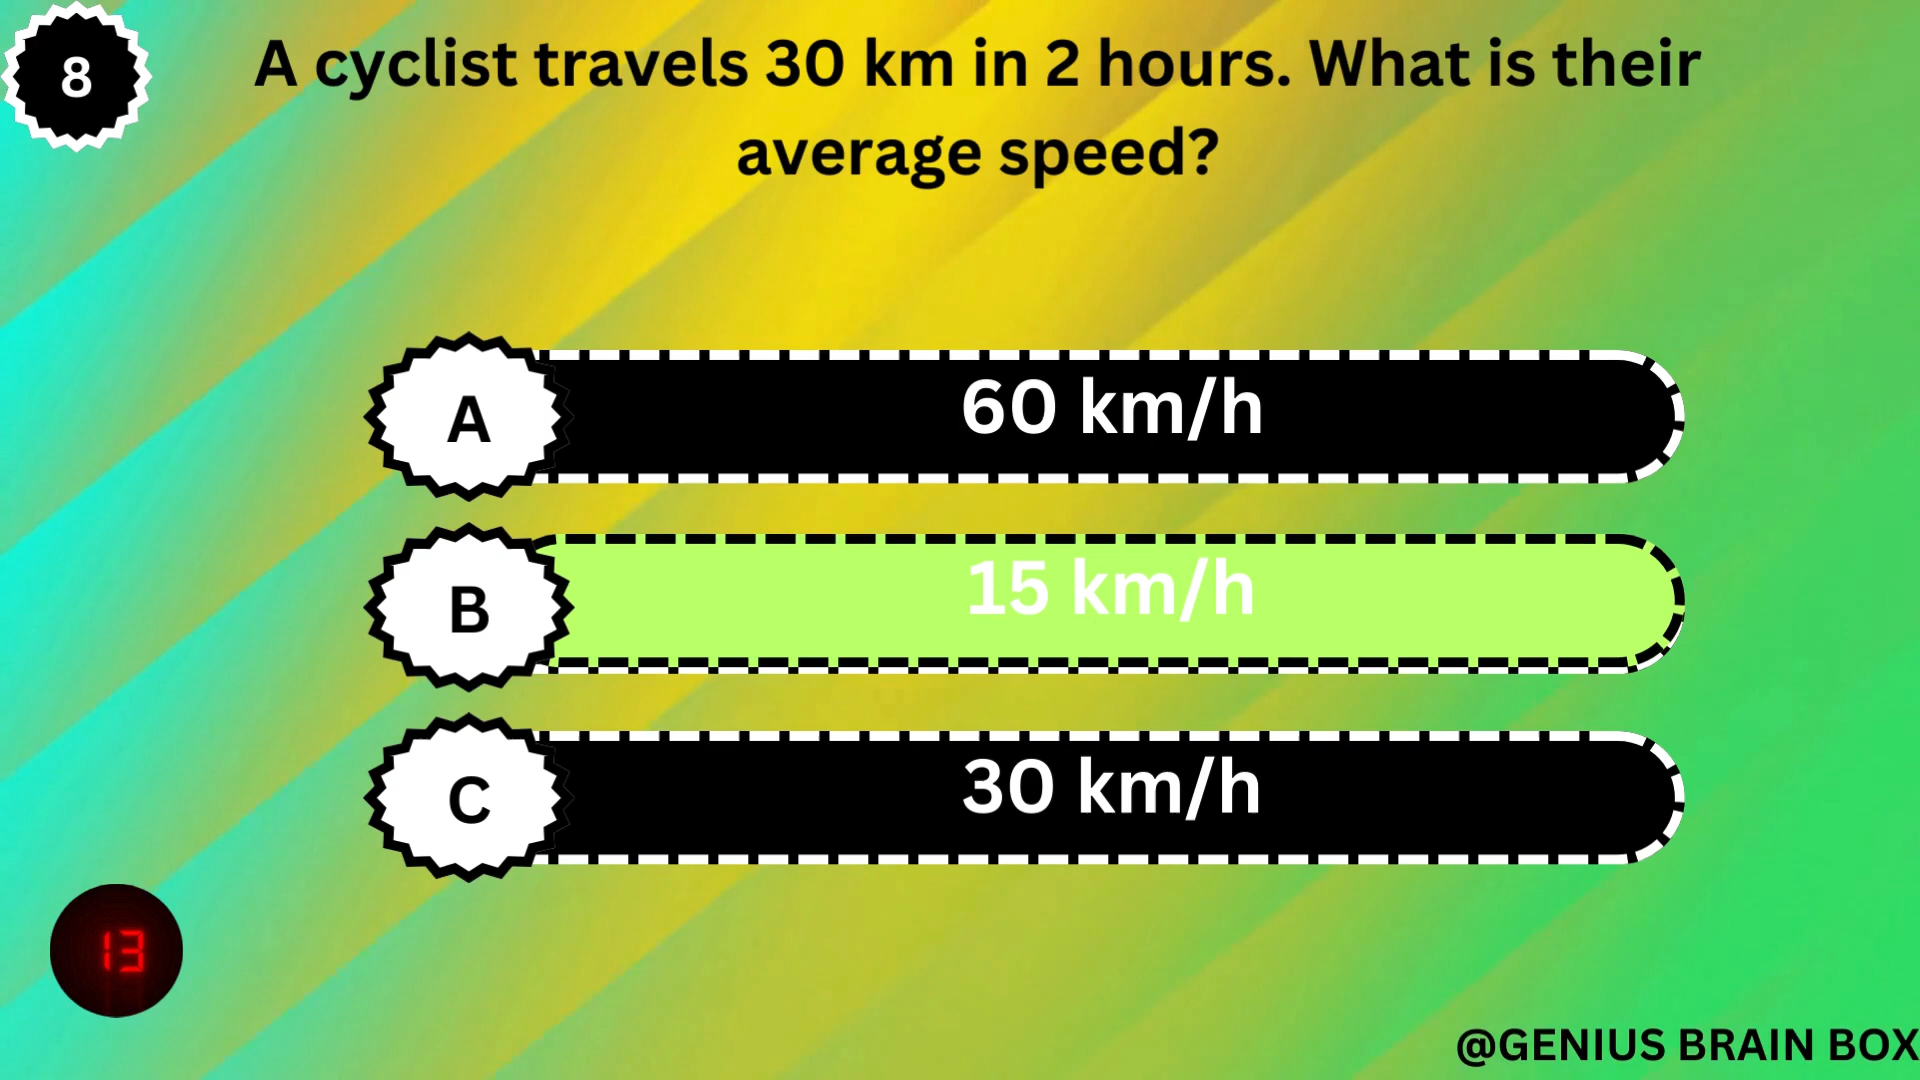 8
A cyclist travels 30 km in 2 hours. What is their
average speed?
A
60 km/h
B
15 km/h
C
30 km/h
13
@GENIUS BRAIN BOX